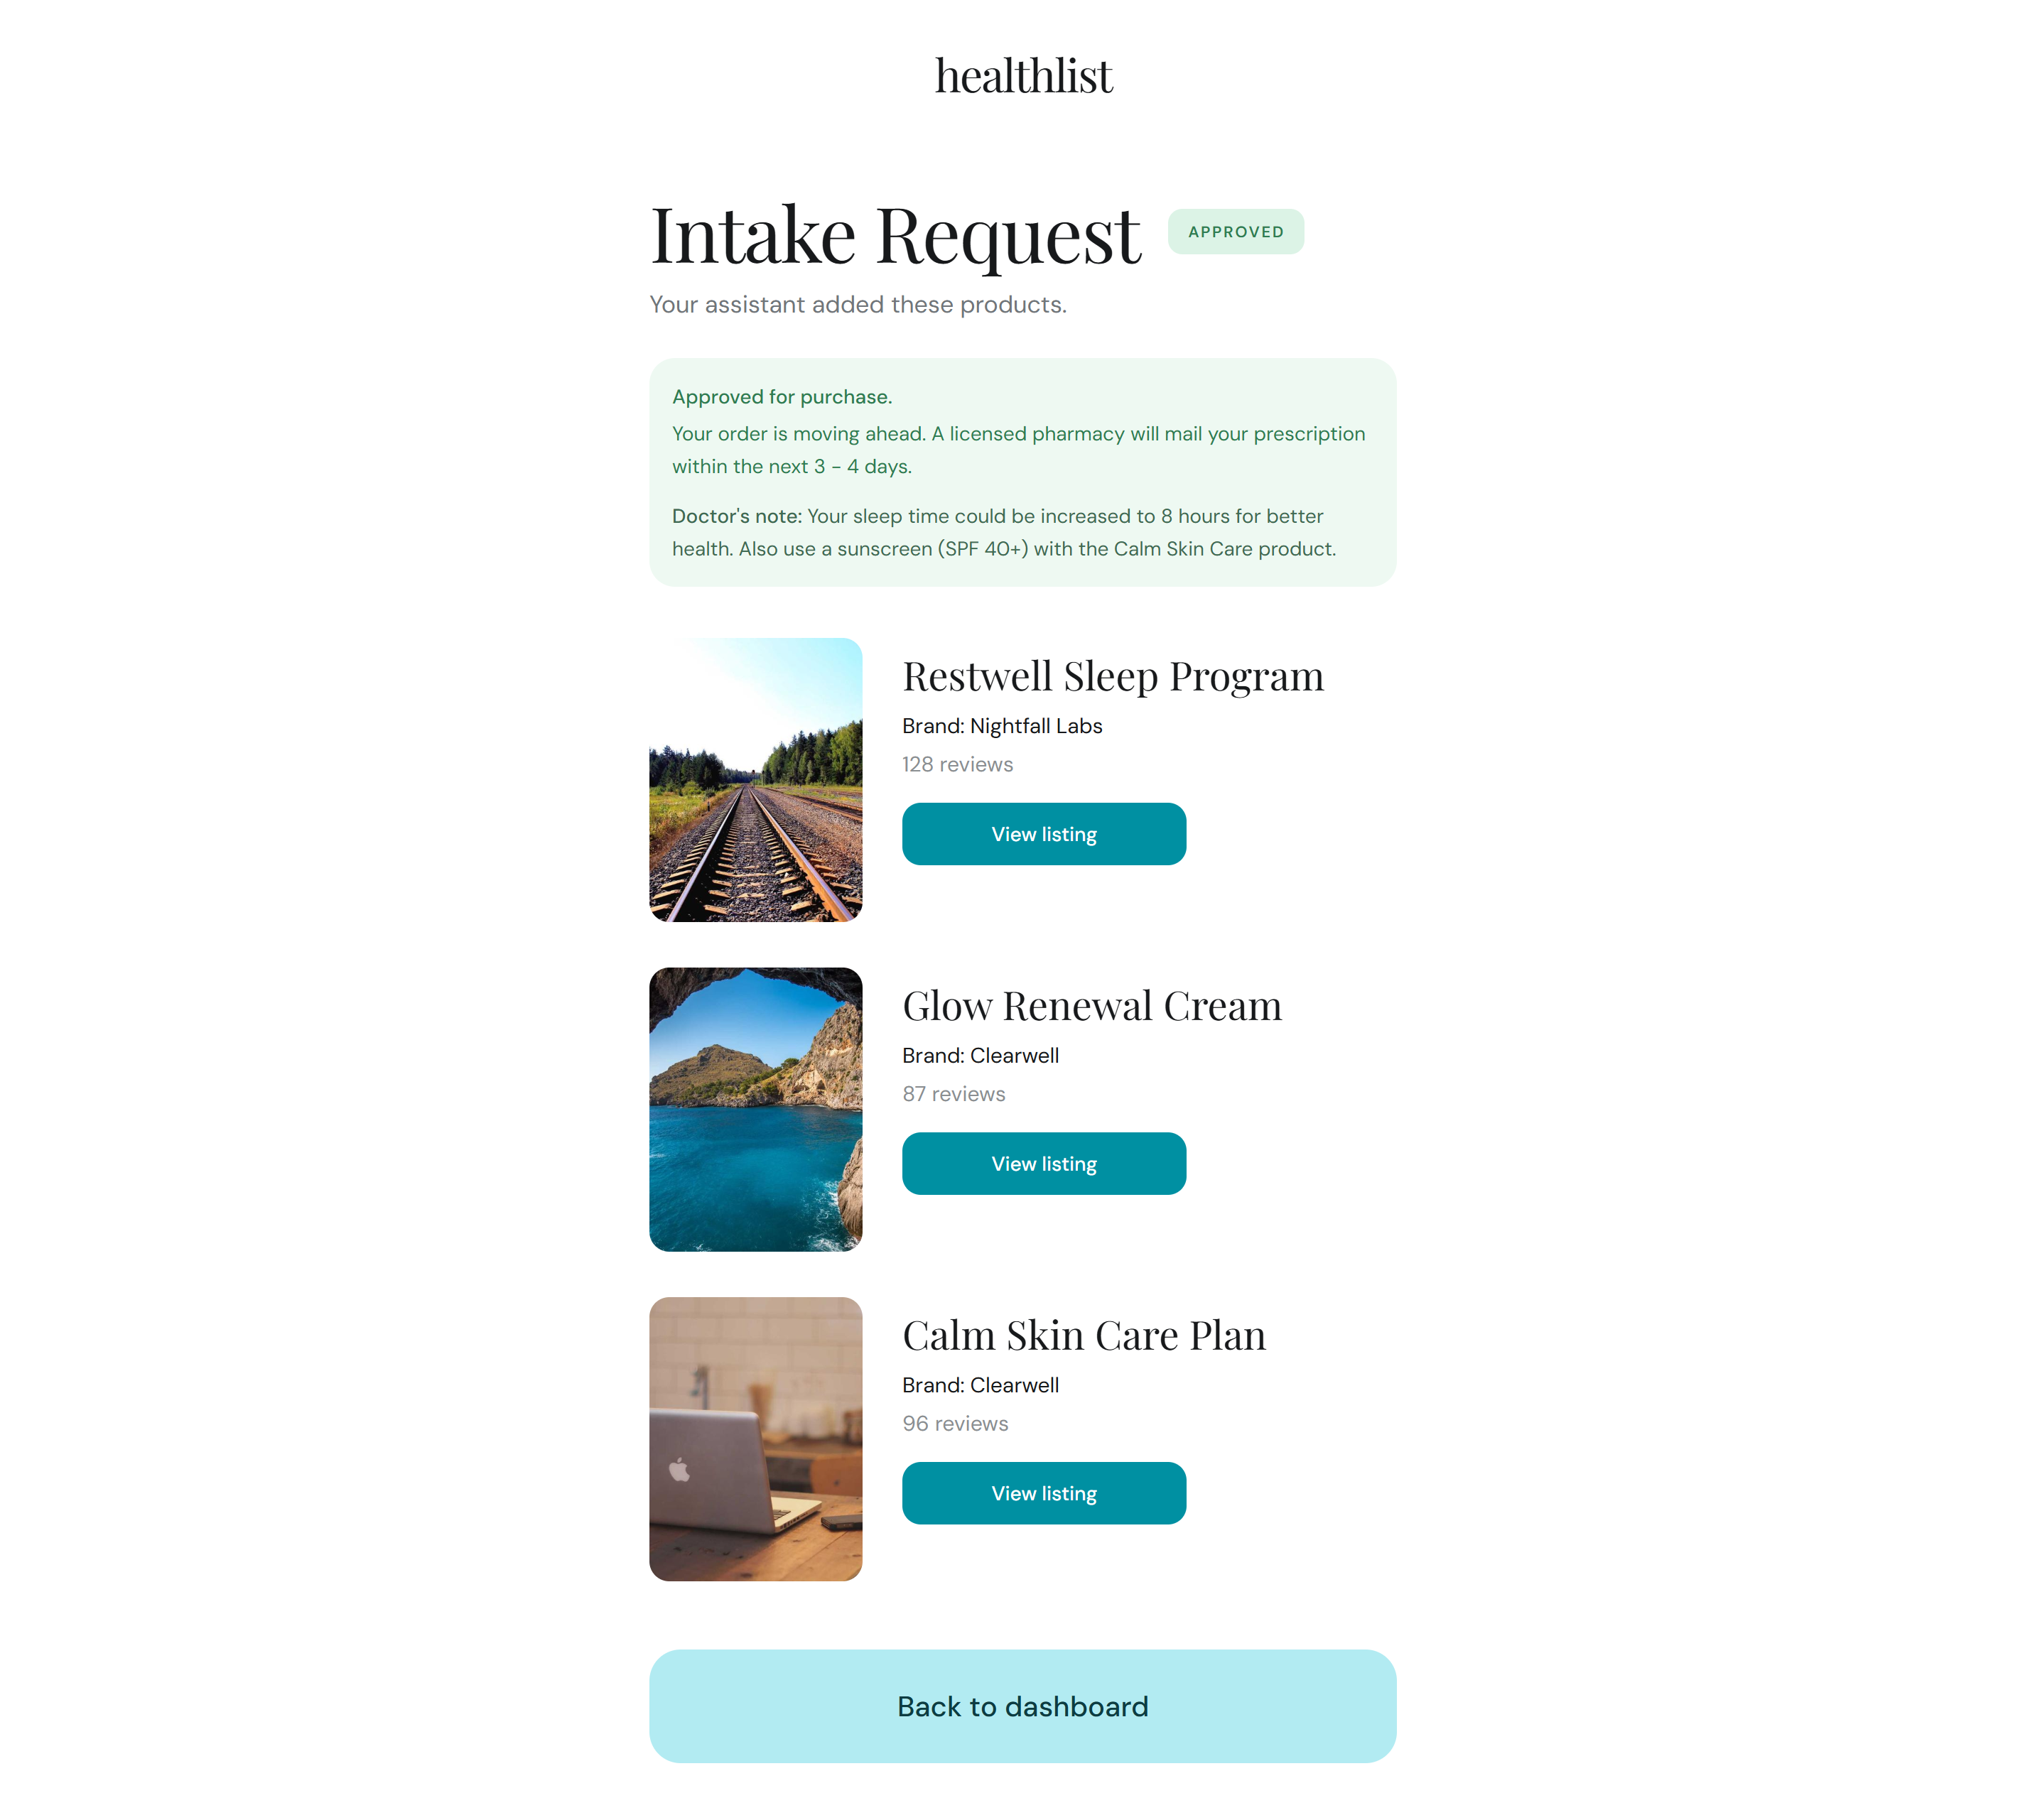 healthlist
Intake Request
APPROVED
Your assistant added these products.
Approved for purchase.
Your order is moving ahead. A licensed pharmacy will mail your prescription
within the next 3 - 4 days.
Doctor's note: Your sleep time could be increased to 8 hours for better
health. Also use a sunscreen (SPF 40+) with the Calm Skin Care product.
Restwell Sleep Program
Brand: Nightfall Labs
128 reviews
View listing
Glow Renewal Cream
Brand: Clearwell
87 reviews
View listing
Calm Skin Care Plan
Brand: Clearwell
96 reviews
View listing
Back to dashboard